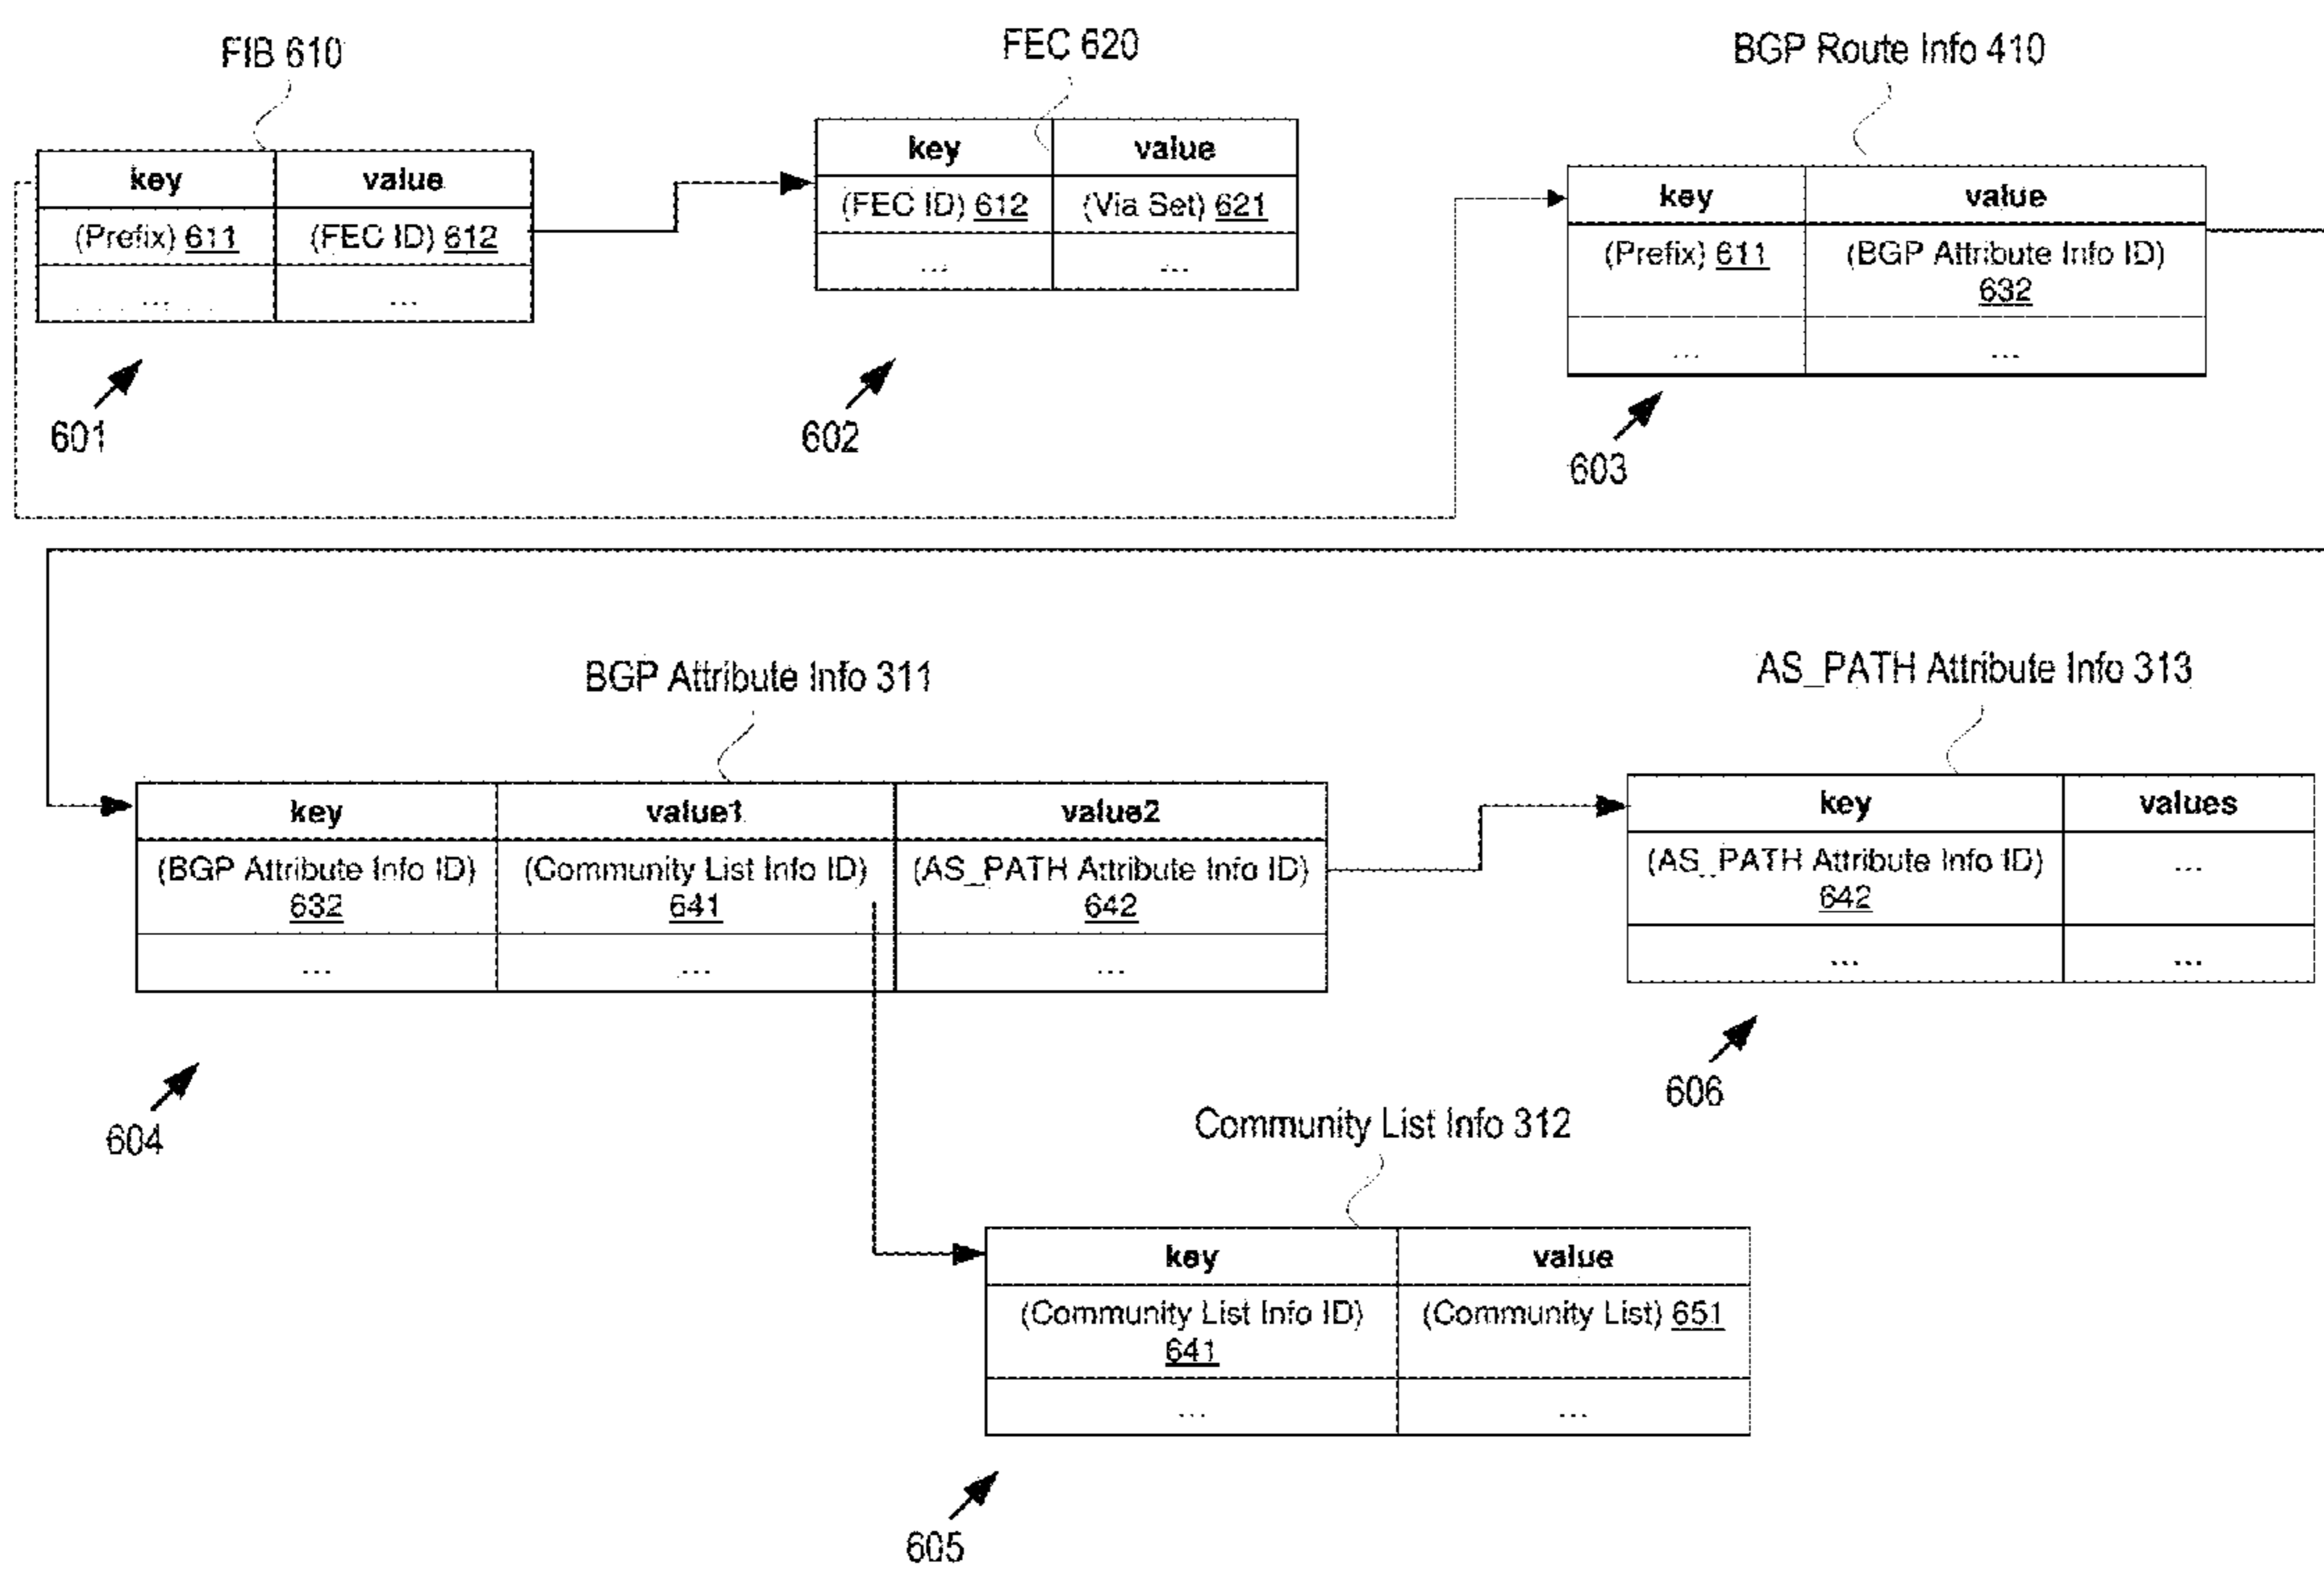 FIB 610
key value
(Prefix) 611 (FEC ID) 612
... ...
601
FEC 620
key value
(FEC ID) 612 (Via Set) 621
... ...
602
BGP Route Info 410
key value
(Prefix) 611 (BGP Attribute Info ID)
632
... ...
603
BGP Attribute Info 311
key value1 value2
(BGP Attribute Info ID) (Community List Info ID) (AS_PATH Attribute Info ID)
632 641 642
... ... ...
604
AS_PATH Attribute Info 313
key values
(AS_PATH Attribute Info ID) ...
642
... ...
606
Community List Info 312
key value
(Community List Info ID) (Community List) 651
641
... ...
605